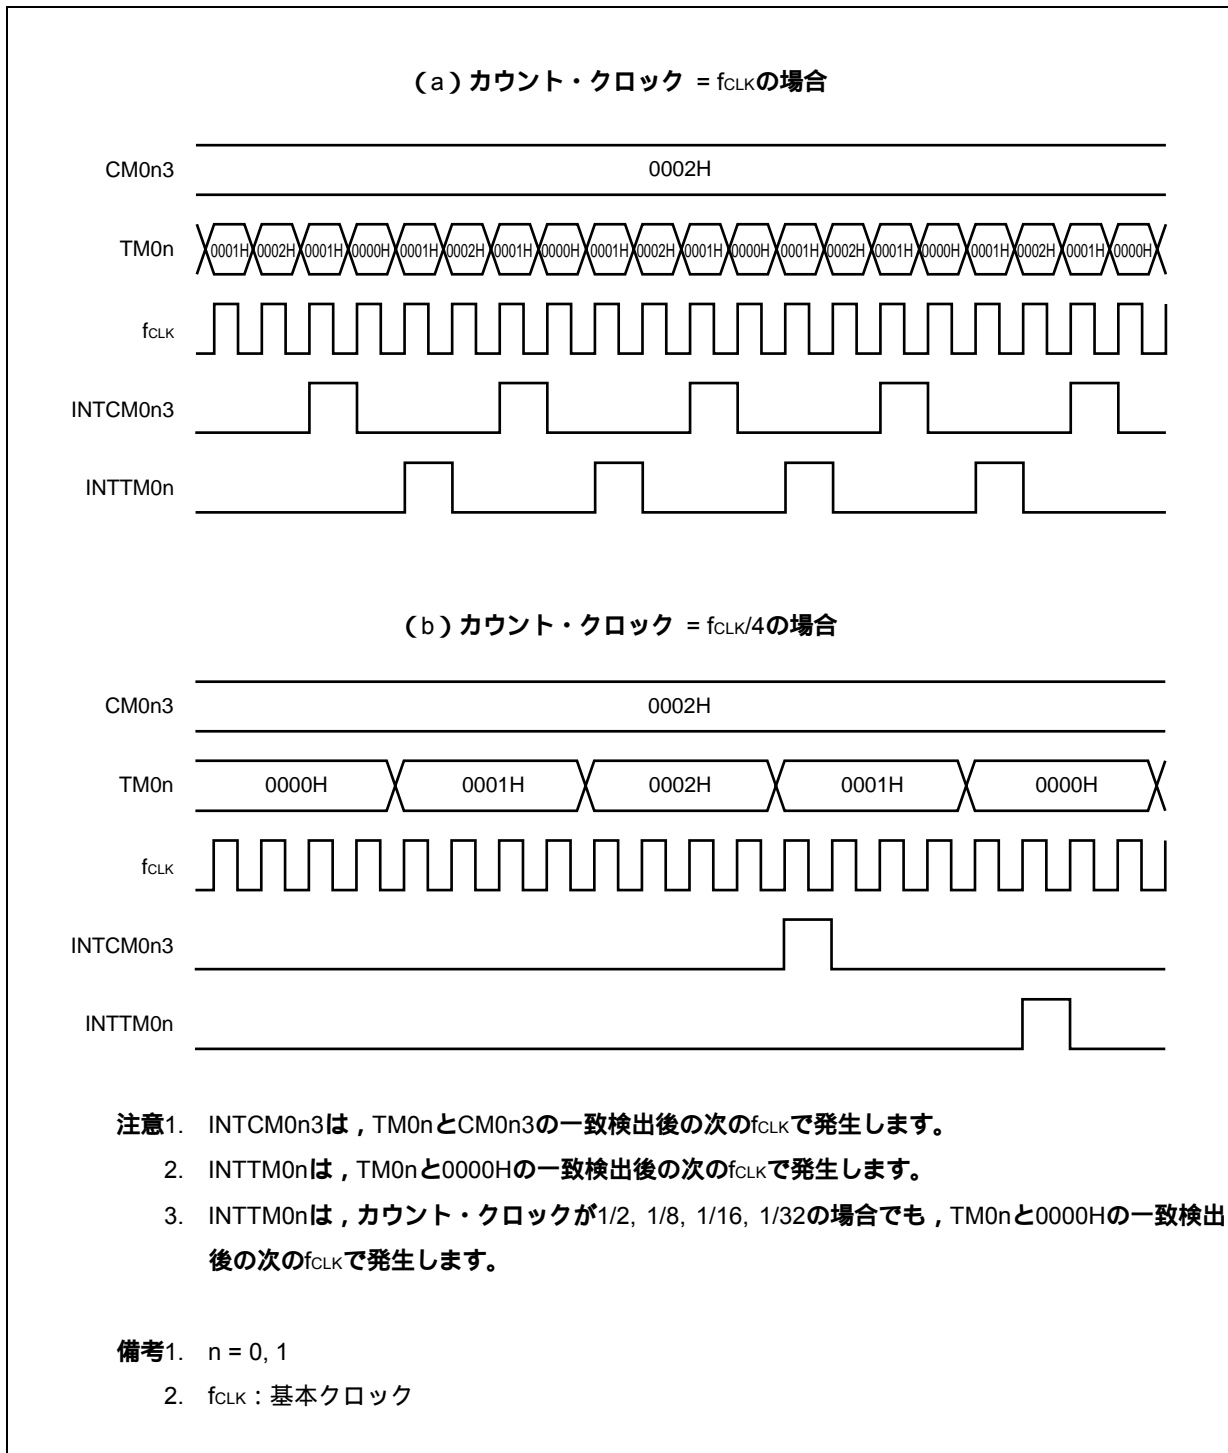 （a）カウント・クロック = fCLKの場合
CM0n3 0002H
TM0n 0001H 0002H 0001H 0000H 0001H 0002H 0001H 0000H 0001H 0002H 0001H 0000H 0001H 0002H 0001H 0000H 0001H 0002H 0001H 0000H
fCLK
INTCM0n3
INTTM0n
（b）カウント・クロック = fCLK/4の場合
CM0n3 0002H
TM0n 0000H 0001H 0002H 0001H 0000H
fCLK
INTCM0n3
INTTM0n
注意1. INTCM0n3は，TM0nとCM0n3の一致検出後の次のfCLKで発生します。
2. INTTM0nは，TM0nと0000Hの一致検出後の次のfCLKで発生します。
3. INTTM0nは，カウント・クロックが1/2, 1/8, 1/16, 1/32の場合でも，TM0nと0000Hの一致検出
後の次のfCLKで発生します。
備考1. n = 0, 1
2. fCLK：基本クロック